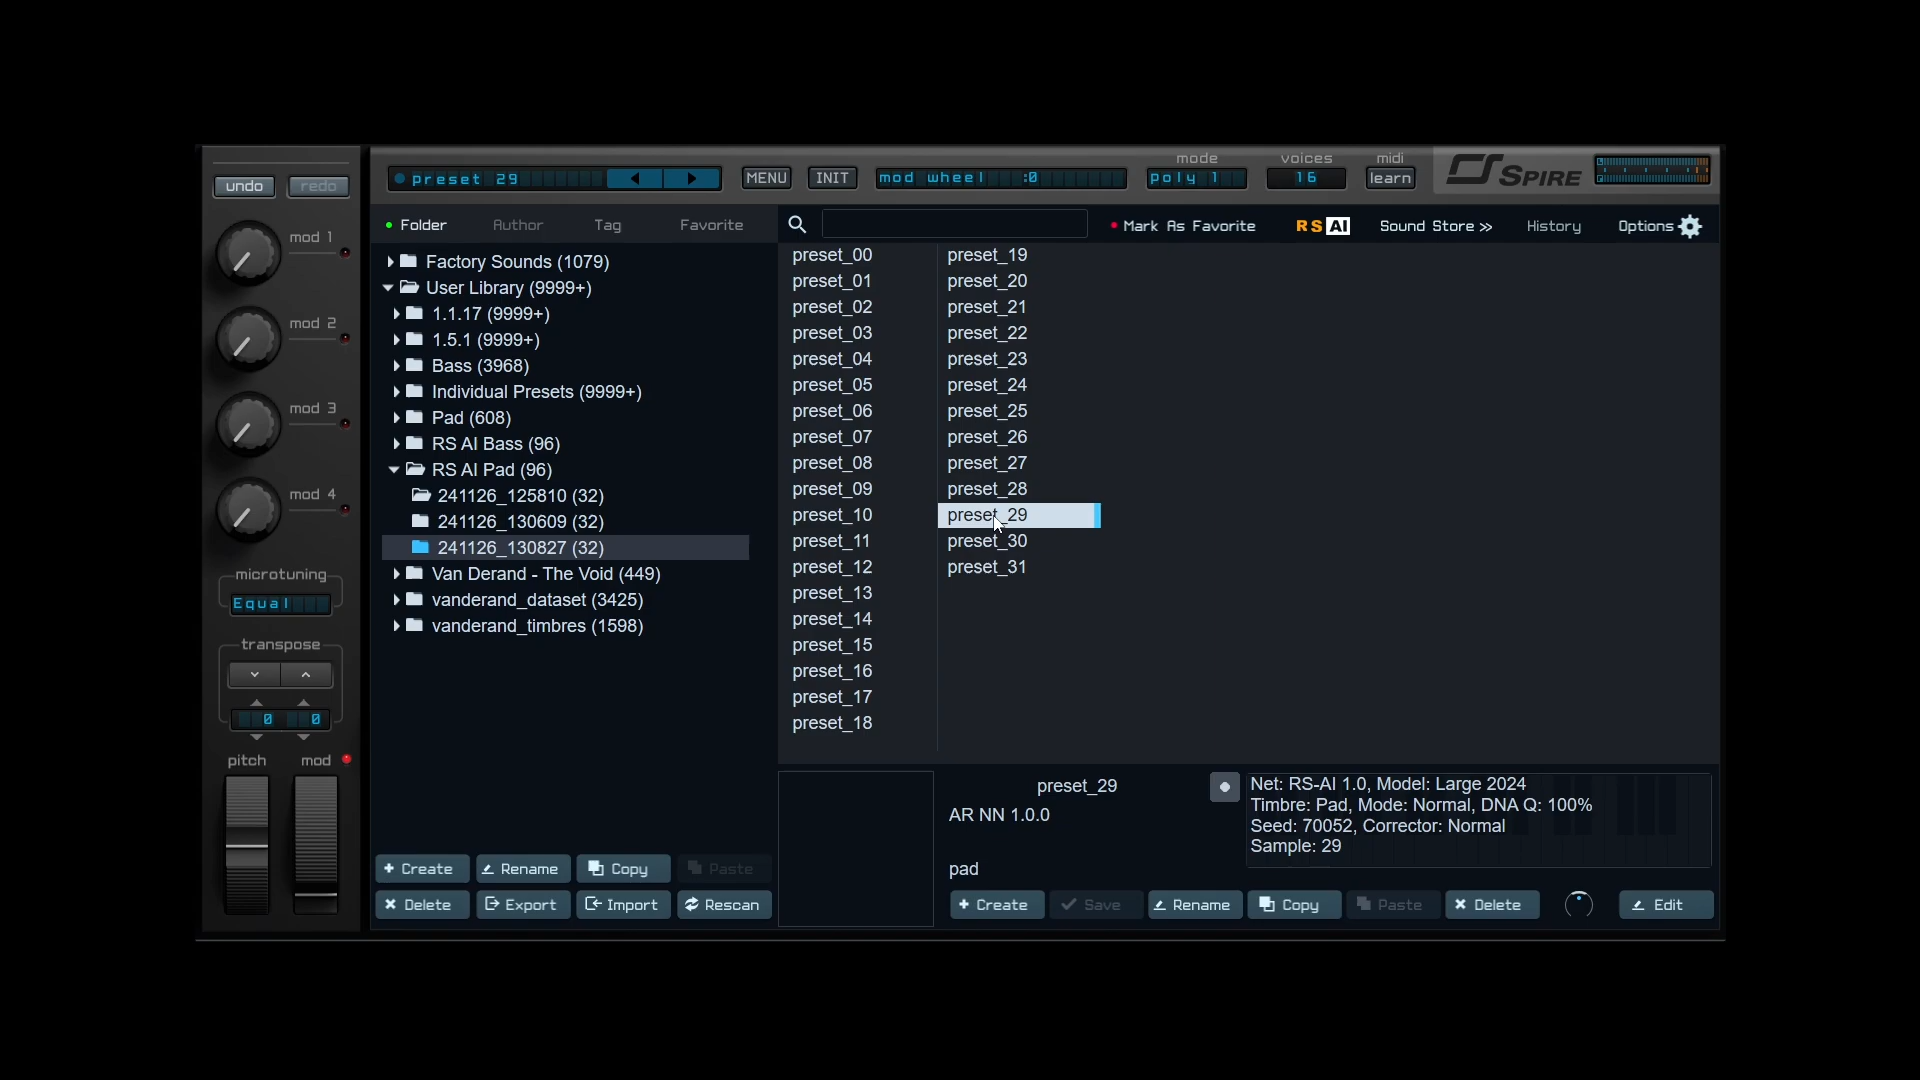 undo redo
preset 29
MENU
INIT
mod wheel :0
mode
poly 1
voices
16
midi
learn
SPIRE
mod 1
mod 2
mod 3
mod 4
microtuning
Equal
transpose
0 0
pitch mod
Folder Author Tag Favorite
Mark As Favorite
RS AI
Sound Store >>
History
Options
Factory Sounds (1079)
User Library (9999+)
1.1.17 (9999+)
1.5.1 (9999+)
Bass (3968)
Individual Presets (9999+)
Pad (608)
RS AI Bass (96)
RS AI Pad (96)
241126_125810 (32)
241126_130609 (32)
241126_130827 (32)
Van Derand - The Void (449)
vanderand_dataset (3425)
vanderand_timbres (1598)
Create Rename Copy Paste
Delete Export Import Rescan
preset_00
preset_01
preset_02
preset_03
preset_04
preset_05
preset_06
preset_07
preset_08
preset_09
preset_10
preset_11
preset_12
preset_13
preset_14
preset_15
preset_16
preset_17
preset_18
preset_19
preset_20
preset_21
preset_22
preset_23
preset_24
preset_25
preset_26
preset_27
preset_28
preset_29
preset_30
preset_31
preset_29
AR NN 1.0.0
pad
Net: RS-AI 1.0, Model: Large 2024
Timbre: Pad, Mode: Normal, DNA Q: 100%
Seed: 70052, Corrector: Normal
Sample: 29
Create Save Rename Copy Paste Delete Edit